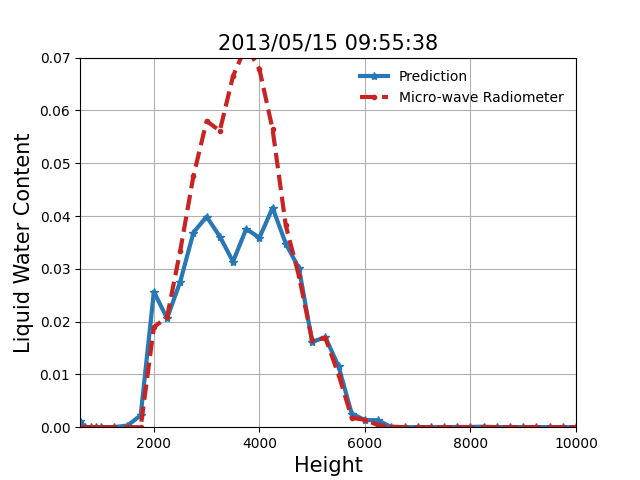 2013/05/15 09:55:38
0.07
0.06
0.05
0.04
0.03
0.02
0.01
0.00
Liquid Water Content
Prediction
Micro-wave Radiometer
2000 4000 6000 8000 10000
Height